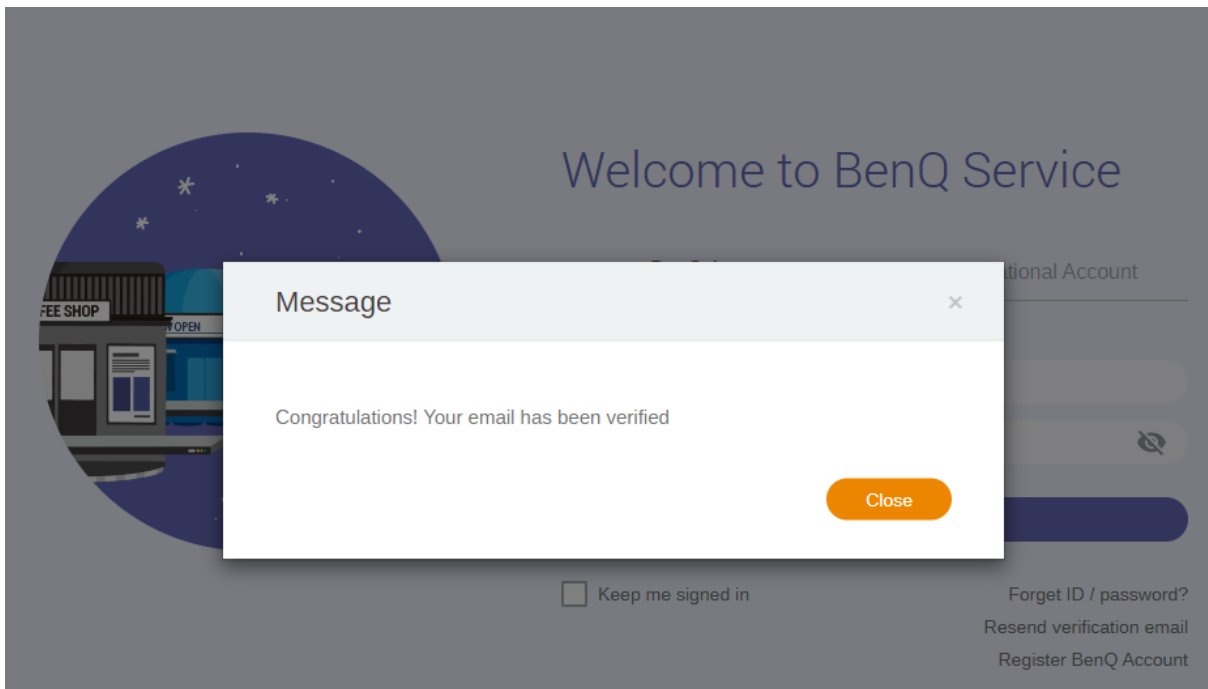 Welcome to BenQ Service
ational Account
Message
×
FEE SHOP
OPEN
Congratulations! Your email has been verified
Close
Keep me signed in
Forget ID / password?
Resend verification email
Register BenQ Account